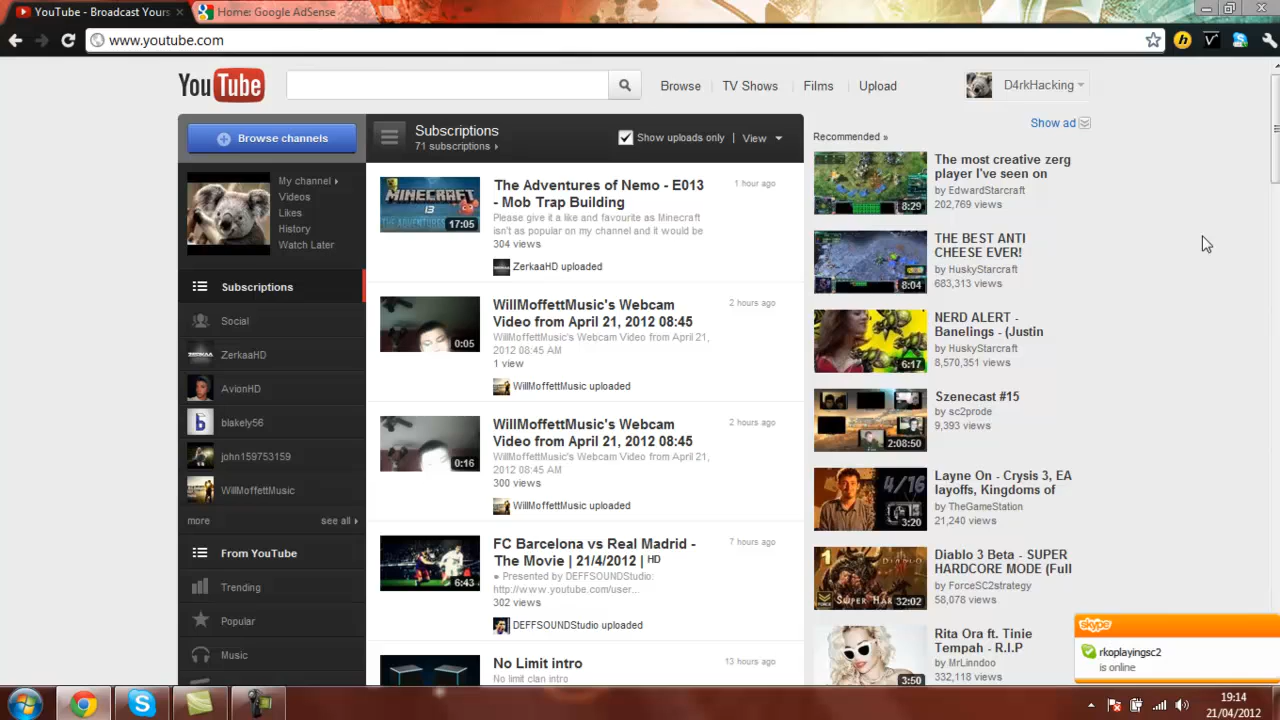 YouTube - Broadcast Yours
Home: Google AdSense
www.youtube.com
YouTube
Browse
TV Shows
Films
Upload
D4rkHacking
Browse channels
My channel
Videos
Likes
History
Watch Later
Subscriptions
Social
ZerkaaHD
AvionHD
blakely56
john159753159
WillMoffettMusic
more
see all
From YouTube
Trending
Popular
Music
Subscriptions
71 subscriptions
Show uploads only
View
The Adventures of Nemo - E013
- Mob Trap Building
1 hour ago
Please give it a like and favourite as Minecraft
isn't as popular on my channel and it would be
304 views
ZerkaaHD uploaded
MINECRAFT
13
THE ADVENTURES
17:05
WillMoffettMusic's Webcam
Video from April 21, 2012 08:45
2 hours ago
WillMoffettMusic's Webcam Video from April 21,
2012 08:45 AM
1 view
WillMoffettMusic uploaded
0:05
WillMoffettMusic's Webcam
Video from April 21, 2012 08:45
2 hours ago
WillMoffettMusic's Webcam Video from April 21,
2012 08:45 AM
300 views
WillMoffettMusic uploaded
0:16
FC Barcelona vs Real Madrid -
The Movie | 21/4/2012 | HD
7 hours ago
● Presented by DEFFSOUNDStudio:
http://www.youtube.com/user...
302 views
DEFFSOUNDStudio uploaded
6:43
No Limit intro
13 hours ago
No limit clan intro
Recommended »
Show ad
The most creative zerg
player I've seen on
by EdwardStarcraft
202,769 views
8:29
THE BEST ANTI
CHEESE EVER!
by HuskyStarcraft
683,313 views
8:04
NERD ALERT -
Banelings - (Justin
by HuskyStarcraft
8,570,351 views
6:17
Szenecast #15
by sc2prode
9,393 views
2:08:50
Layne On - Crysis 3, EA
layoffs, Kingdoms of
by TheGameStation
21,240 views
4/16
3:20
Diablo 3 Beta - SUPER
HARDCORE MODE (Full
by ForceSC2strategy
58,078 views
1
SUPER HAR
32:02
Rita Ora ft. Tinie
Tempah - R.I.P
by MrLinndoo
332,118 views
3:50
skype
rkoplayingsc2
is online
19:14
21/04/2012